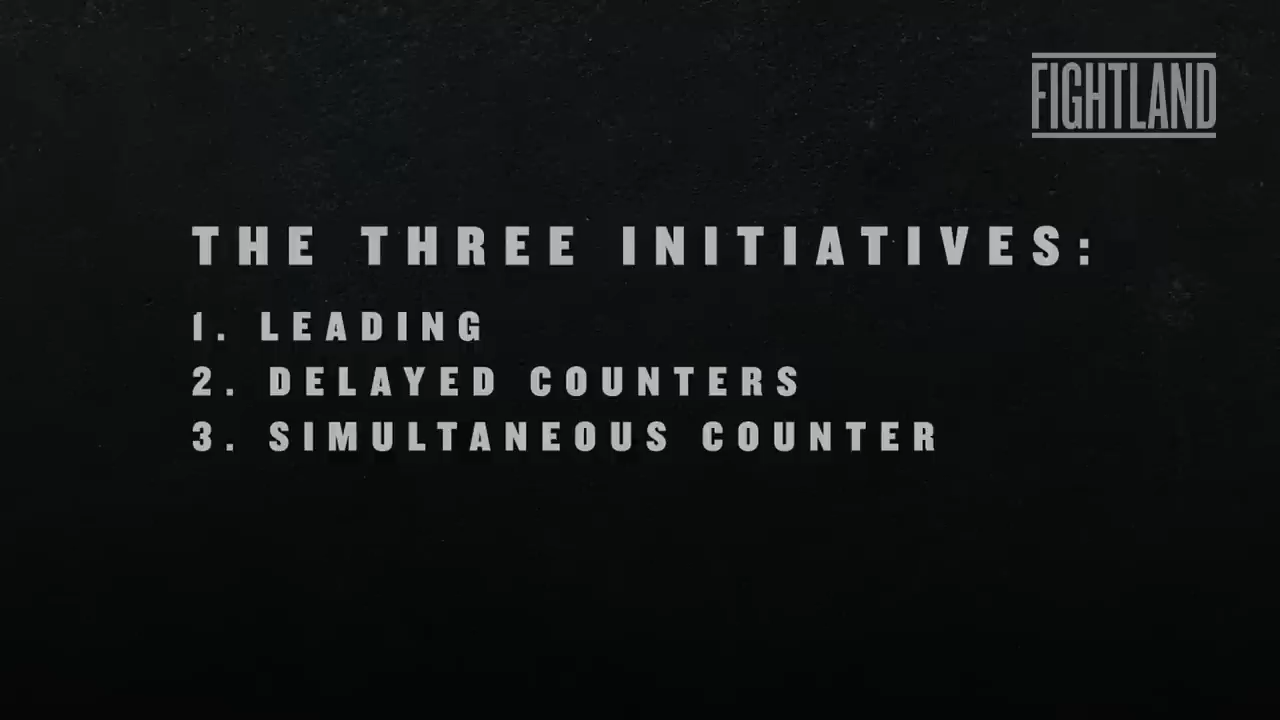 FIGHTLAND
THE THREE INITIATIVES:
1. LEADING
2. DELAYED COUNTERS
3. SIMULTANEOUS COUNTER